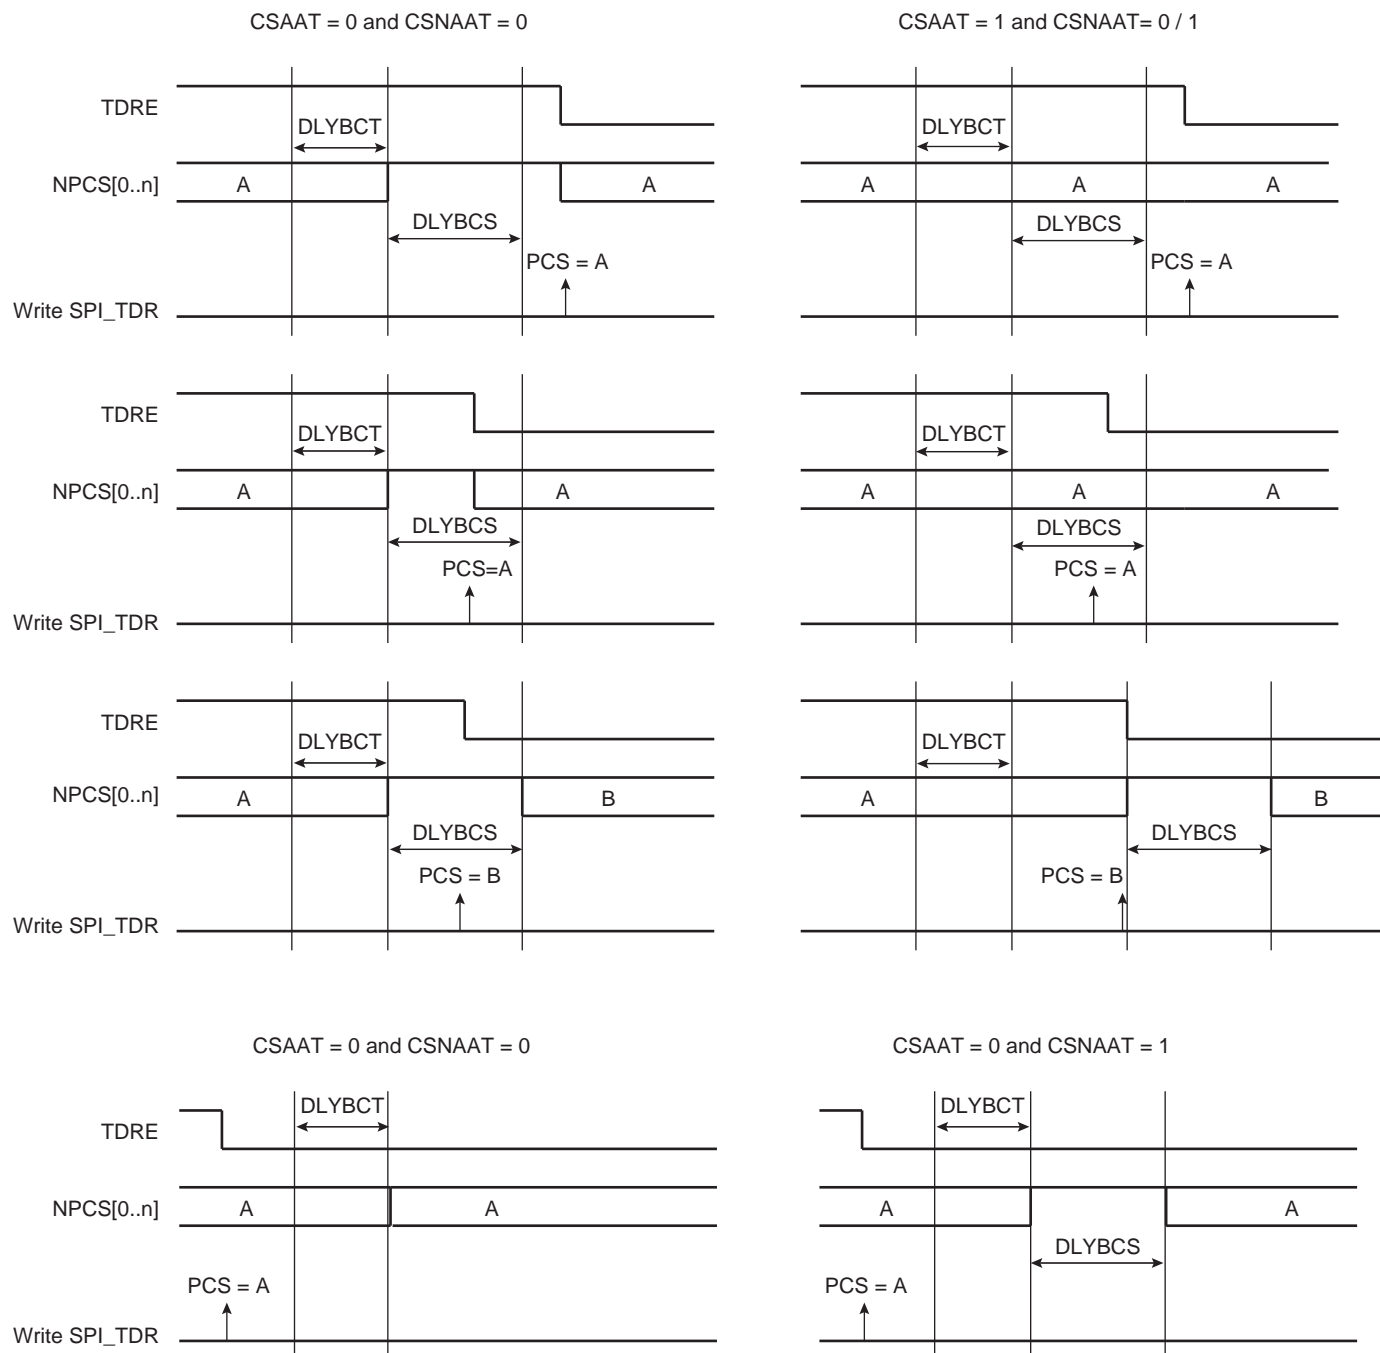 CSAAT = 0 and CSNAAT = 0
CSAAT = 1 and CSNAAT= 0 / 1
TDRE
DLYBCT
DLYBCT
NPCS[0..n]
A
A
A
A
A
DLYBCS
DLYBCS
PCS = A
PCS = A
Write SPI_TDR
TDRE
DLYBCT
DLYBCT
NPCS[0..n]
A
A
A
A
A
DLYBCS
DLYBCS
PCS=A
PCS = A
Write SPI_TDR
TDRE
DLYBCT
DLYBCT
NPCS[0..n]
A
B
A
B
DLYBCS
DLYBCS
PCS = B
PCS = B
Write SPI_TDR
CSAAT = 0 and CSNAAT = 0
CSAAT = 0 and CSNAAT = 1
DLYBCT
DLYBCT
TDRE
NPCS[0..n]
A
A
A
A
DLYBCS
PCS = A
PCS = A
Write SPI_TDR